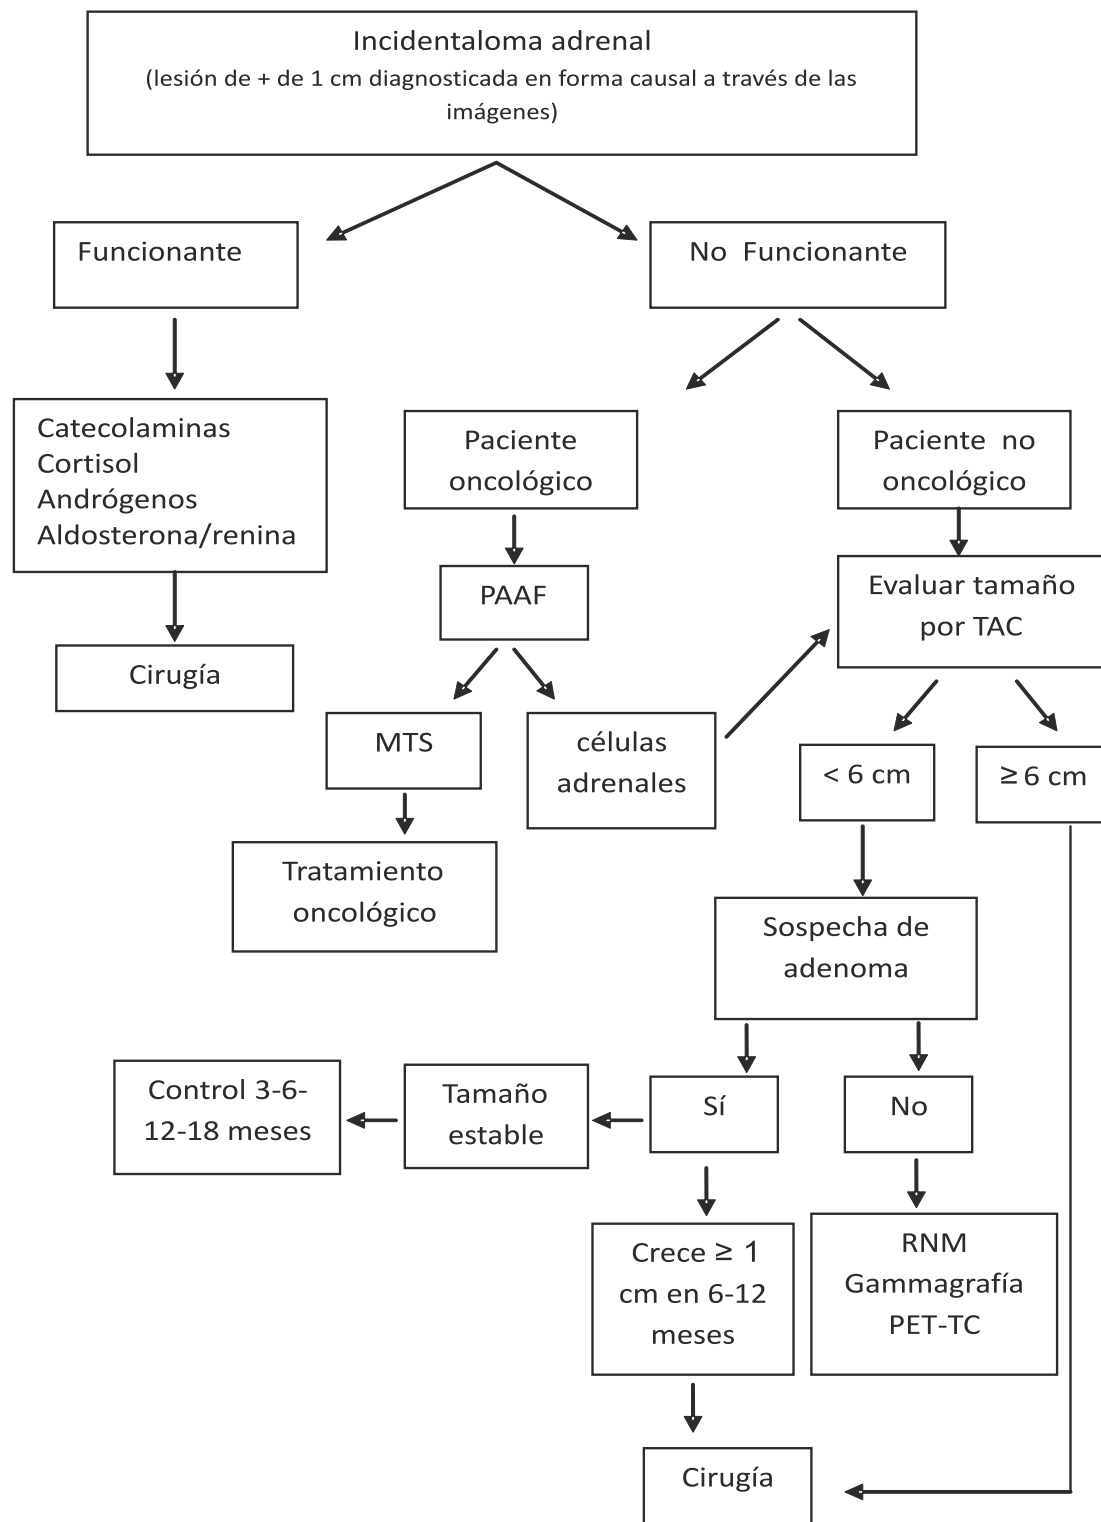 Incidentaloma adrenal
(lesión de + de 1 cm diagnosticada en forma causal a través de las
imágenes)
Funcionante
No Funcionante
Catecolaminas
Cortisol
Andrógenos
Aldosterona/renina
Paciente
oncológico
Paciente no
oncológico
PAAF
Evaluar tamaño
por TAC
Cirugía
MTS
células
adrenales
< 6 cm
≥ 6 cm
Tratamiento
oncológico
Sospecha de
adenoma
Control 3-6-
12-18 meses
Tamaño
estable
Sí
No
Crece ≥ 1
cm en 6-12
meses
RNM
Gammagrafía
PET-TC
Cirugía